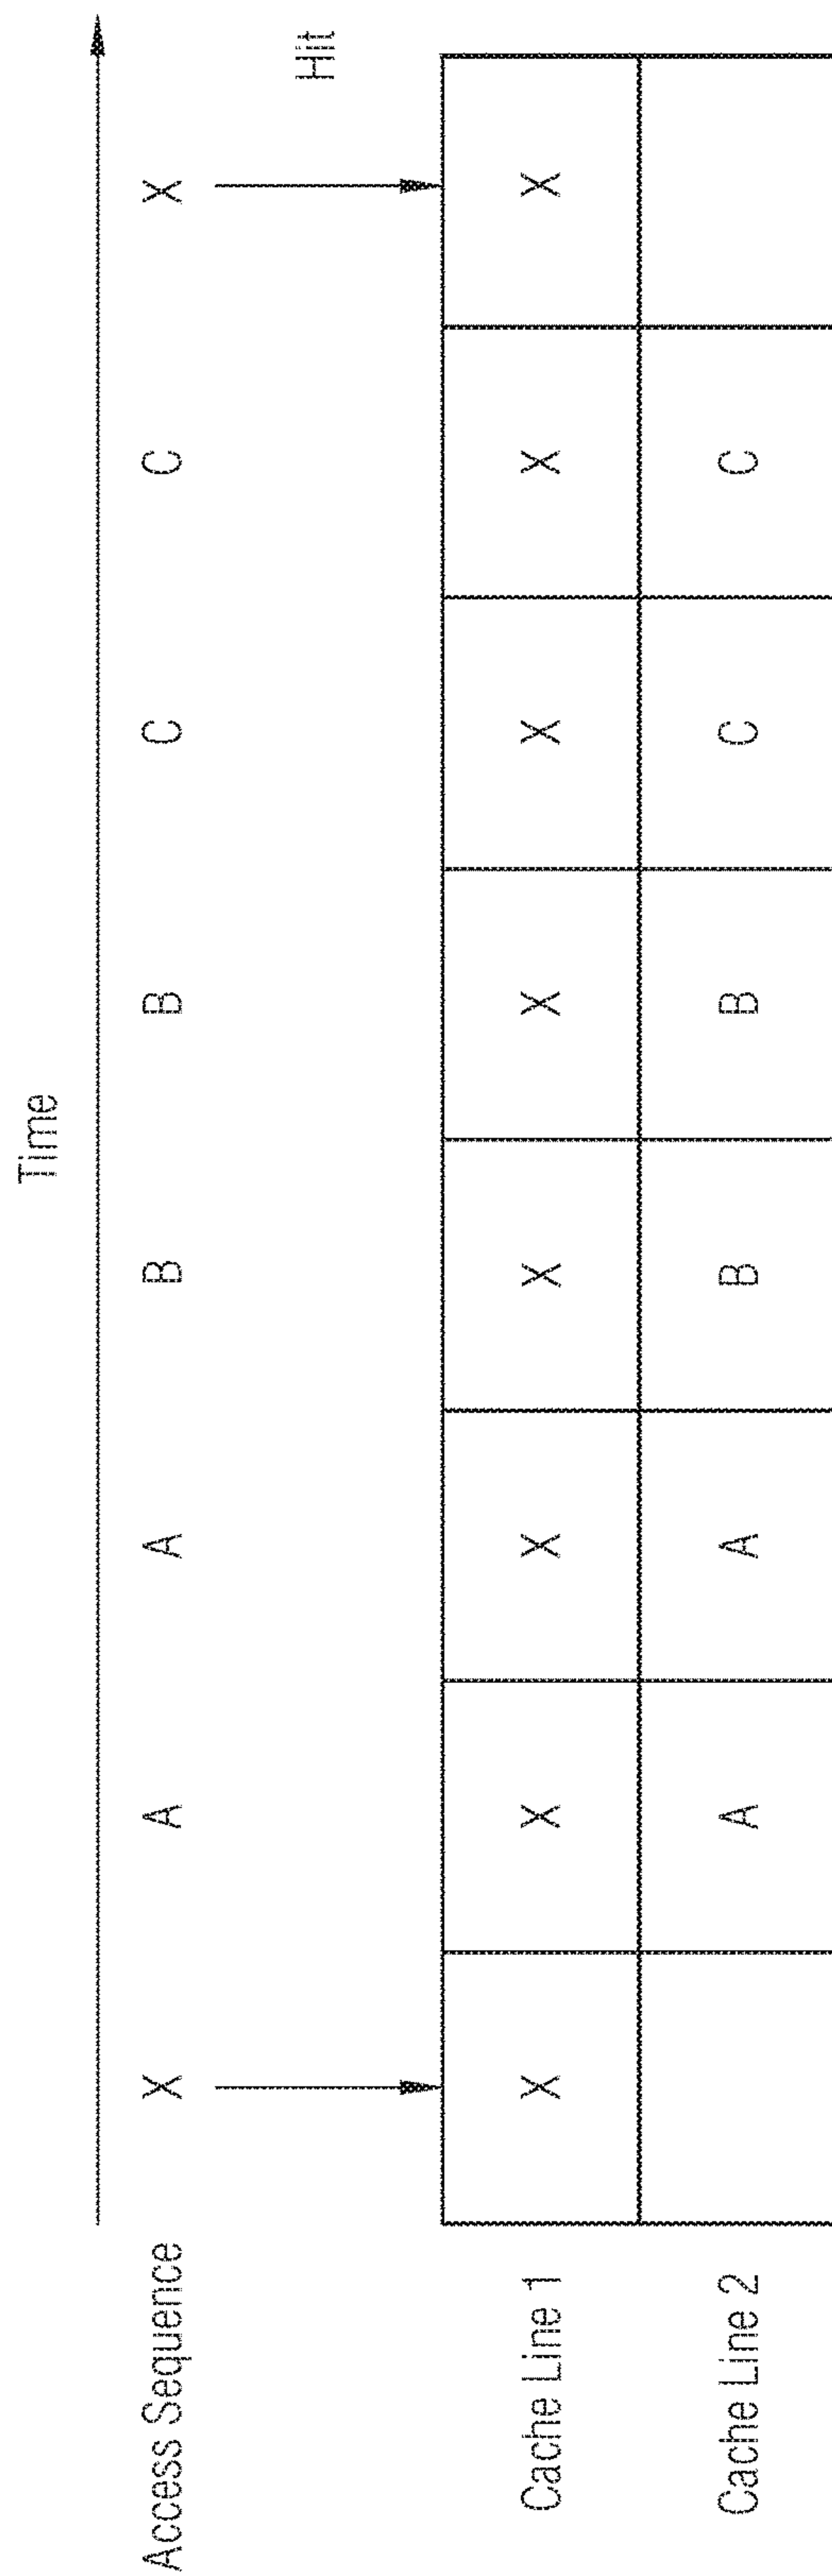 Time
Access Sequence X A A B B C C X
Hit
Cache Line 1 X X X X X X X X
Cache Line 2 A A B B C C